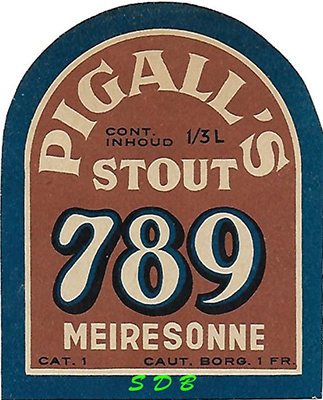 PIGALL'S
CONT.
INHOUD 1/3 L
STOUT
789
MEIRESONNE
CAT. 1 CAUT. BORG. 1 FR.
SDB